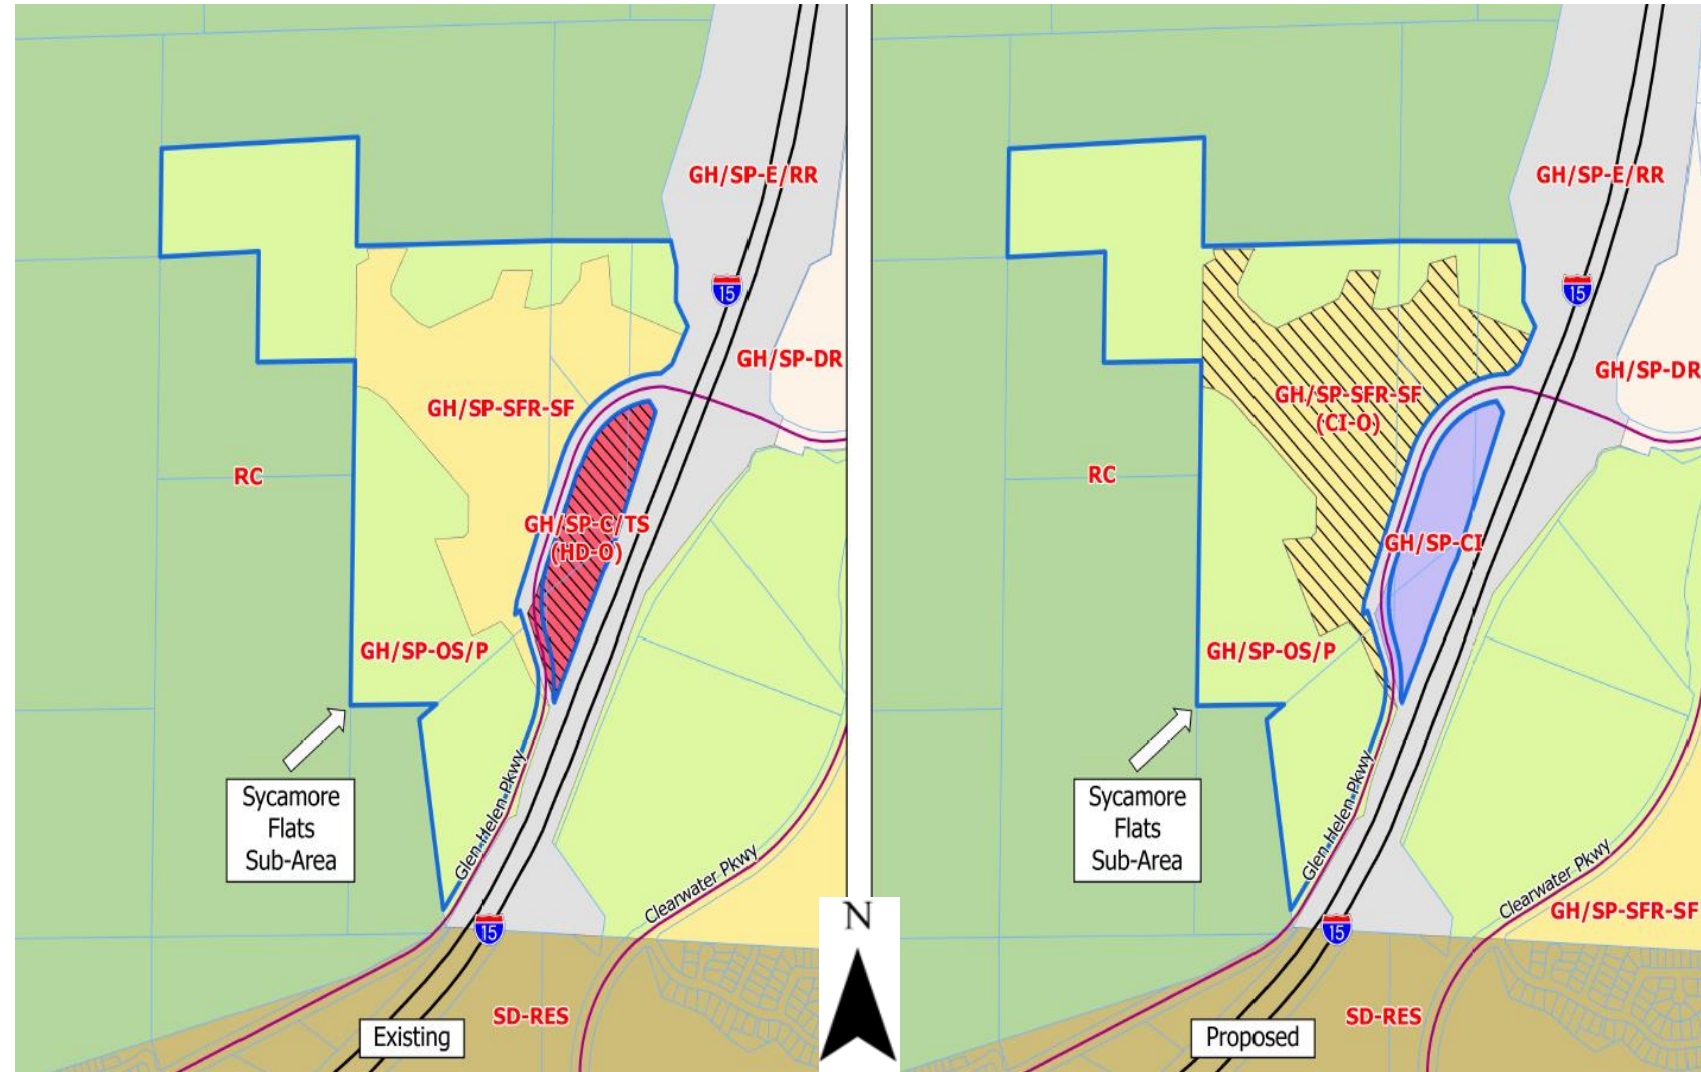 GH/SP-E/RR
15
GH/SP-DR
GH/SP-SFR-SF
RC
GH/SP-C/TS
(HD-O)
GH/SP-OS/P
Sycamore
Flats
Sub-Area
Glen Helen Pkwy
Clearwater Pkwy
15
SD-RES
Existing
N
GH/SP-E/RR
15
GH/SP-DR
GH/SP-SFR-SF
(CI-O)
RC
GH/SP-CI
GH/SP-OS/P
Sycamore
Flats
Sub-Area
Glen Helen Pkwy
Clearwater Pkwy
GH/SP-SFR-SF
15
SD-RES
Proposed